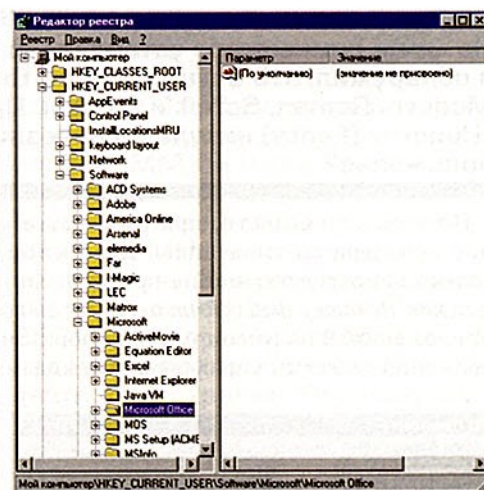 Редактор реестра
Реестр Правка Вид ?
Мой компьютер
HKEY_CLASSES_ROOT
HKEY_CURRENT_USER
AppEvents
Control Panel
InstallLocationsMRU
keyboard layout
Network
Software
ACD Systems
Adobe
America Online
Arsenal
elemedia
Far
I-Magic
LEC
Matrox
Microsoft
ActiveMovie
Equation Editor
Excel
Internet Explorer
Java VM
Microsoft Office
MOS
MS Setup (ACME
MSInfo
Параметр Значение
ab (По умолчанию) (значение не присвоено)
Мой компьютер\HKEY_CURRENT_USER\Software\Microsoft\Microsoft Office